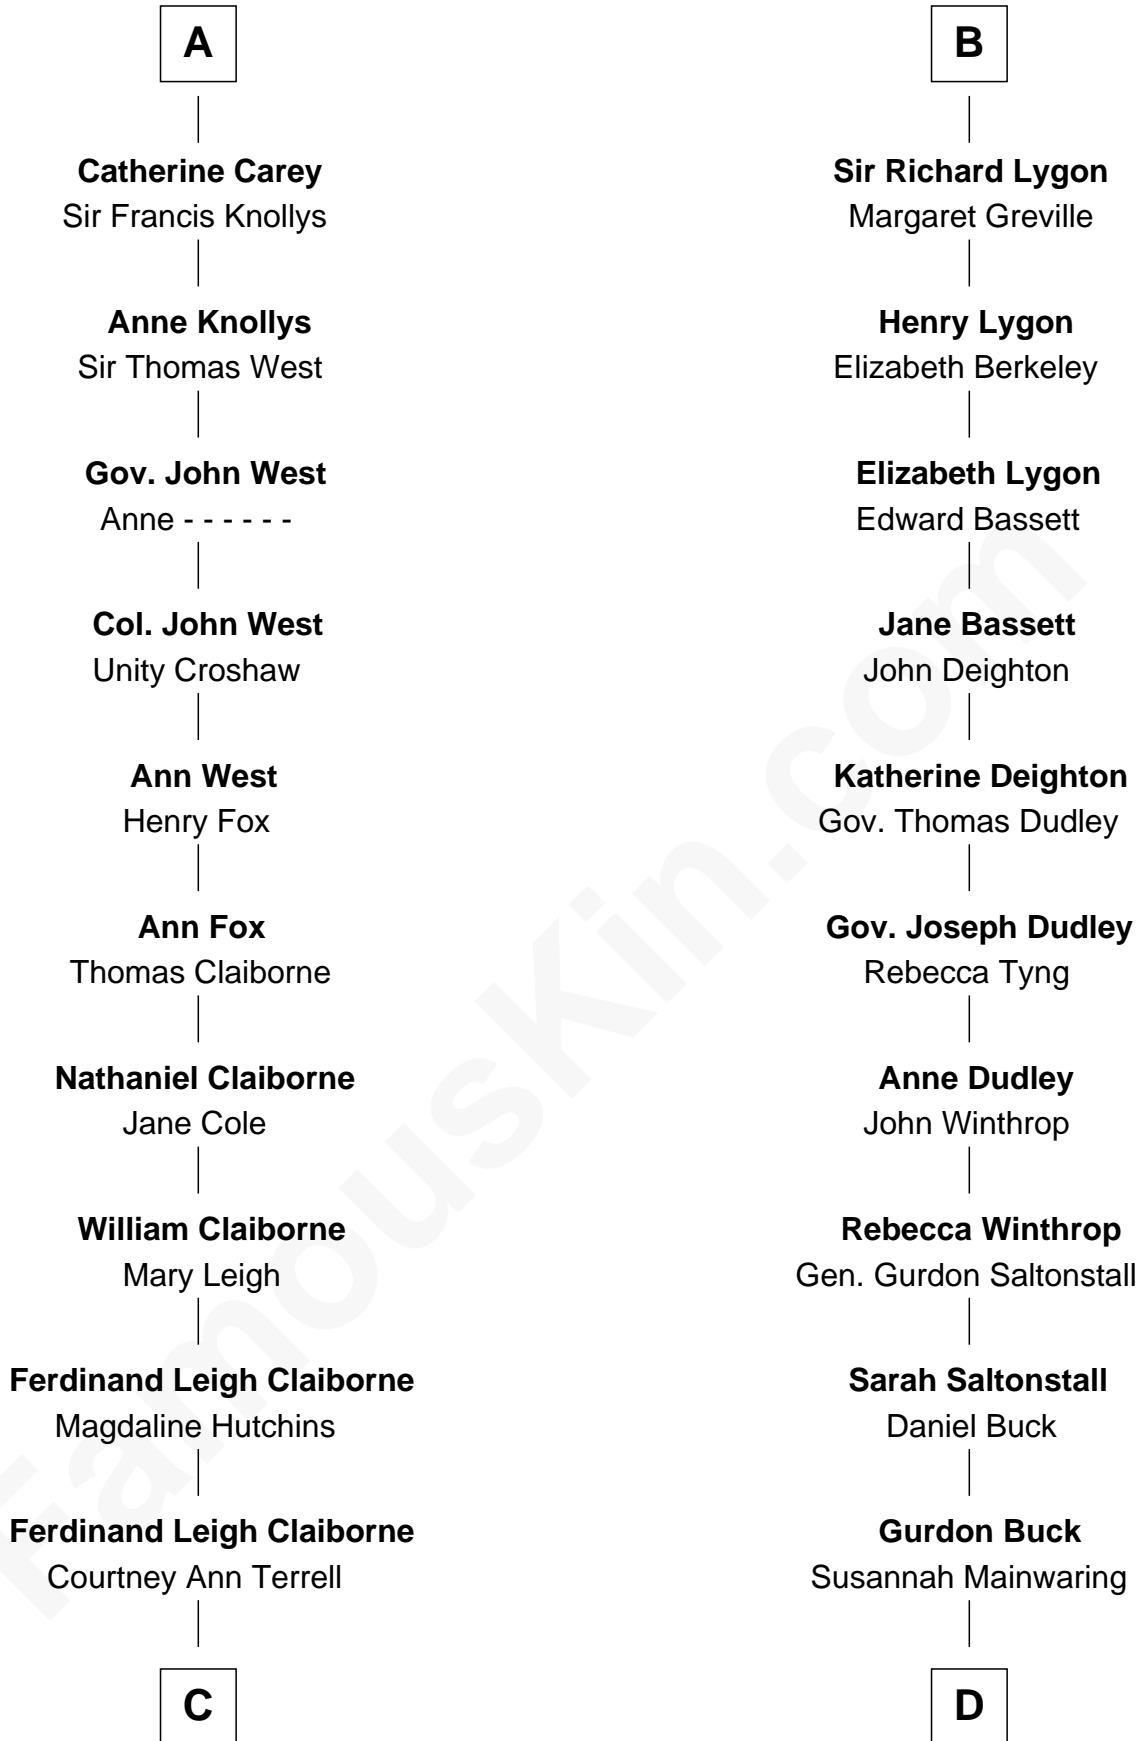 A
Catherine Carey
Sir Francis Knollys
Anne Knollys
Sir Thomas West
Gov. John West
Anne - - - - - -
Col. John West
Unity Croshaw
Ann West
Henry Fox
Ann Fox
Thomas Claiborne
Nathaniel Claiborne
Jane Cole
William Claiborne
Mary Leigh
Ferdinand Leigh Claiborne
Magdaline Hutchins
Ferdinand Leigh Claiborne
Courtney Ann Terrell
C
B
Sir Richard Lygon
Margaret Greville
Henry Lygon
Elizabeth Berkeley
Elizabeth Lygon
Edward Bassett
Jane Bassett
John Deighton
Katherine Deighton
Gov. Thomas Dudley
Gov. Joseph Dudley
Rebecca Tyng
Anne Dudley
John Winthrop
Rebecca Winthrop
Gen. Gurdon Saltonstall
Sarah Saltonstall
Daniel Buck
Gurdon Buck
Susannah Mainwaring
D
FamousKin.com